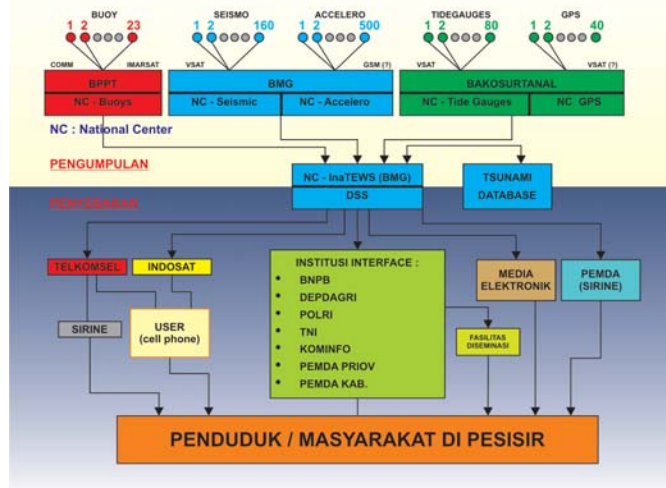 BUOY
SEISMO
ACCELERO
TIDEGAUGES
GPS
1 2 23
1 2 160
1 2 500
1 2 80
1 2 40
COMM
IMARSAT
VSAT
GSM (?)
VSAT
VSAT (?)
BPPT
BMG
BAKOSURTANAL
NC - Buoys
NC - Seismic
NC - Accelero
NC - Tide Gauges
NC GPS
NC : National Center
PENGUMPULAN
NC - InaTEWS (BMG)
DSS
TSUNAMI
DATABASE
PENYEBARAN
TELKOMSEL
INDOSAT
INSTITUSI INTERFACE :
• BNPB
• DEPDAGRI
• POLRI
• TNI
• KOMINFO
• PEMDA PRIOV
• PEMDA KAB.
MEDIA
ELEKTRONIK
PEMDA
(SIRINE)
SIRINE
USER
(cell phone)
FASILITAS
DISEMINASI
PENDUDUK / MASYARAKAT DI PESISIR